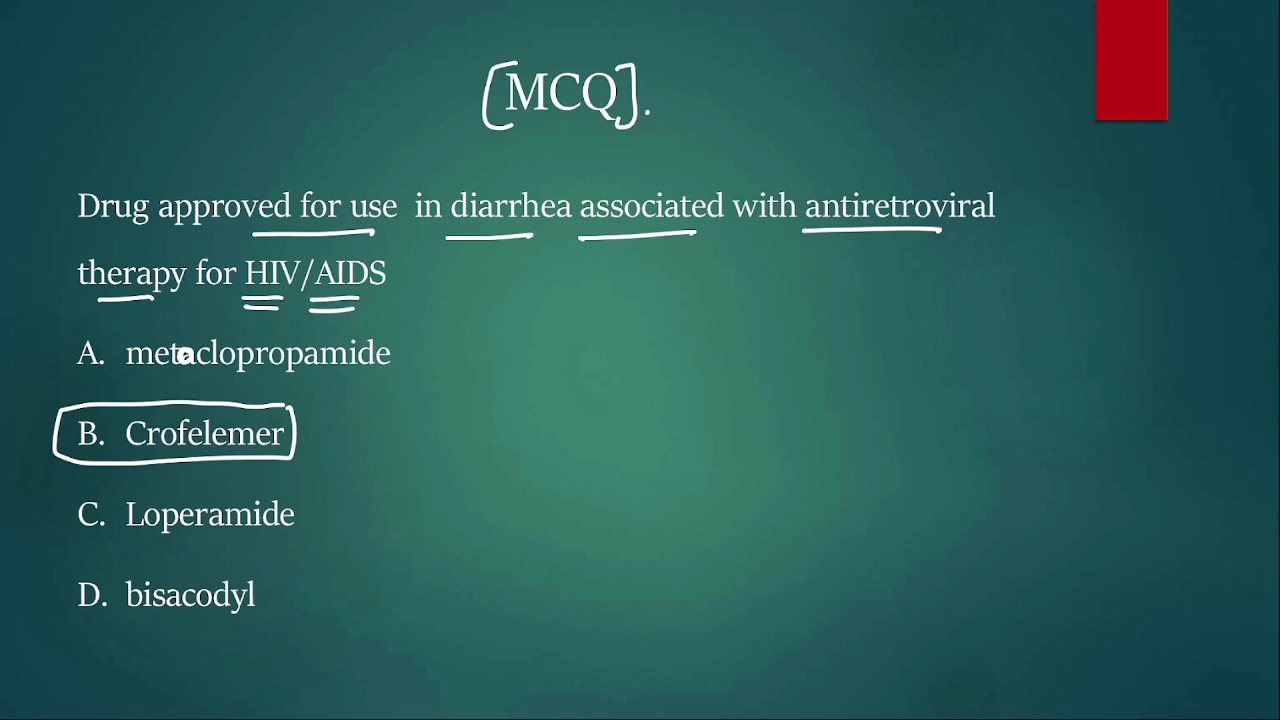 [MCQ].
Drug approved for use in diarrhea associated with antiretroviral
therapy for HIV/AIDS
A. metaclopropamide
B. Crofelemer
C. Loperamide
D. bisacodyl